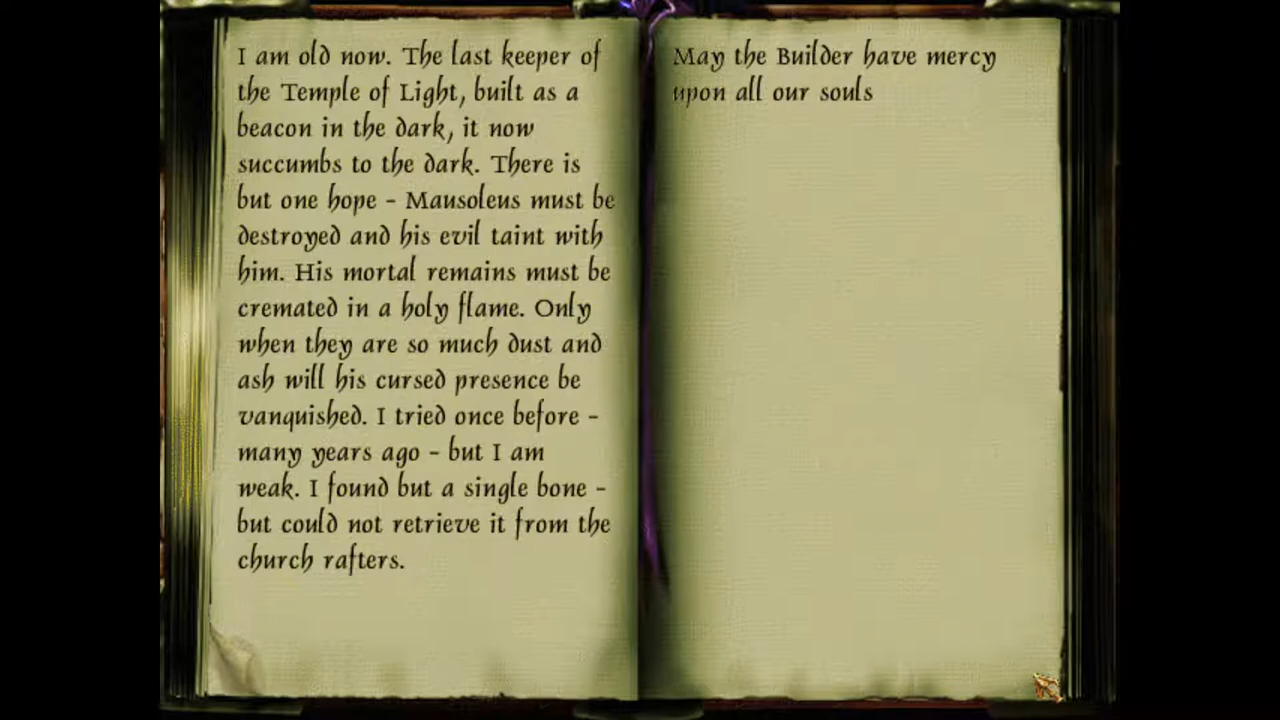 I am old now. The last keeper of
the Temple of Light, built as a
beacon in the dark, it now
succumbs to the dark. There is
but one hope - Mausoleus must be
destroyed and his evil taint with
him. His mortal remains must be
cremated in a holy flame. Only
when they are so much dust and
ash will his cursed presence be
vanquished. I tried once before -
many years ago - but I am
weak. I found but a single bone -
but could not retrieve it from the
church rafters.
May the Builder have mercy
upon all our souls